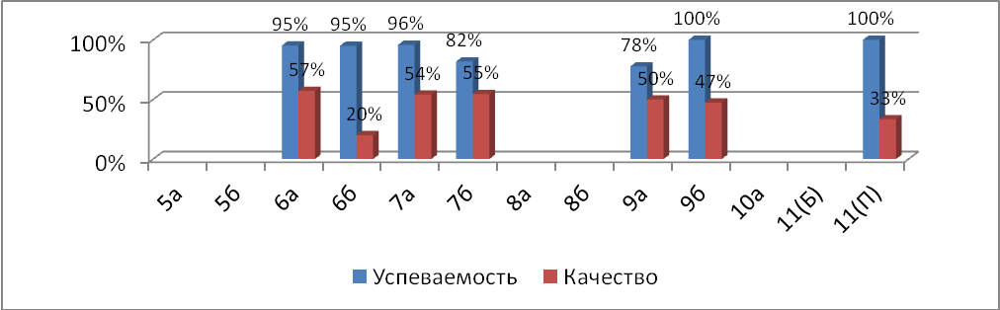 95% 95% 96% 82% 78% 100% 100%
57% 20% 54% 55% 50% 47% 33%
100%
50%
0%
5а 5б 6а 6б 7а 7б 8а 8б 9а 9б 10а 11(Б) 11(П)
Успеваемость Качество